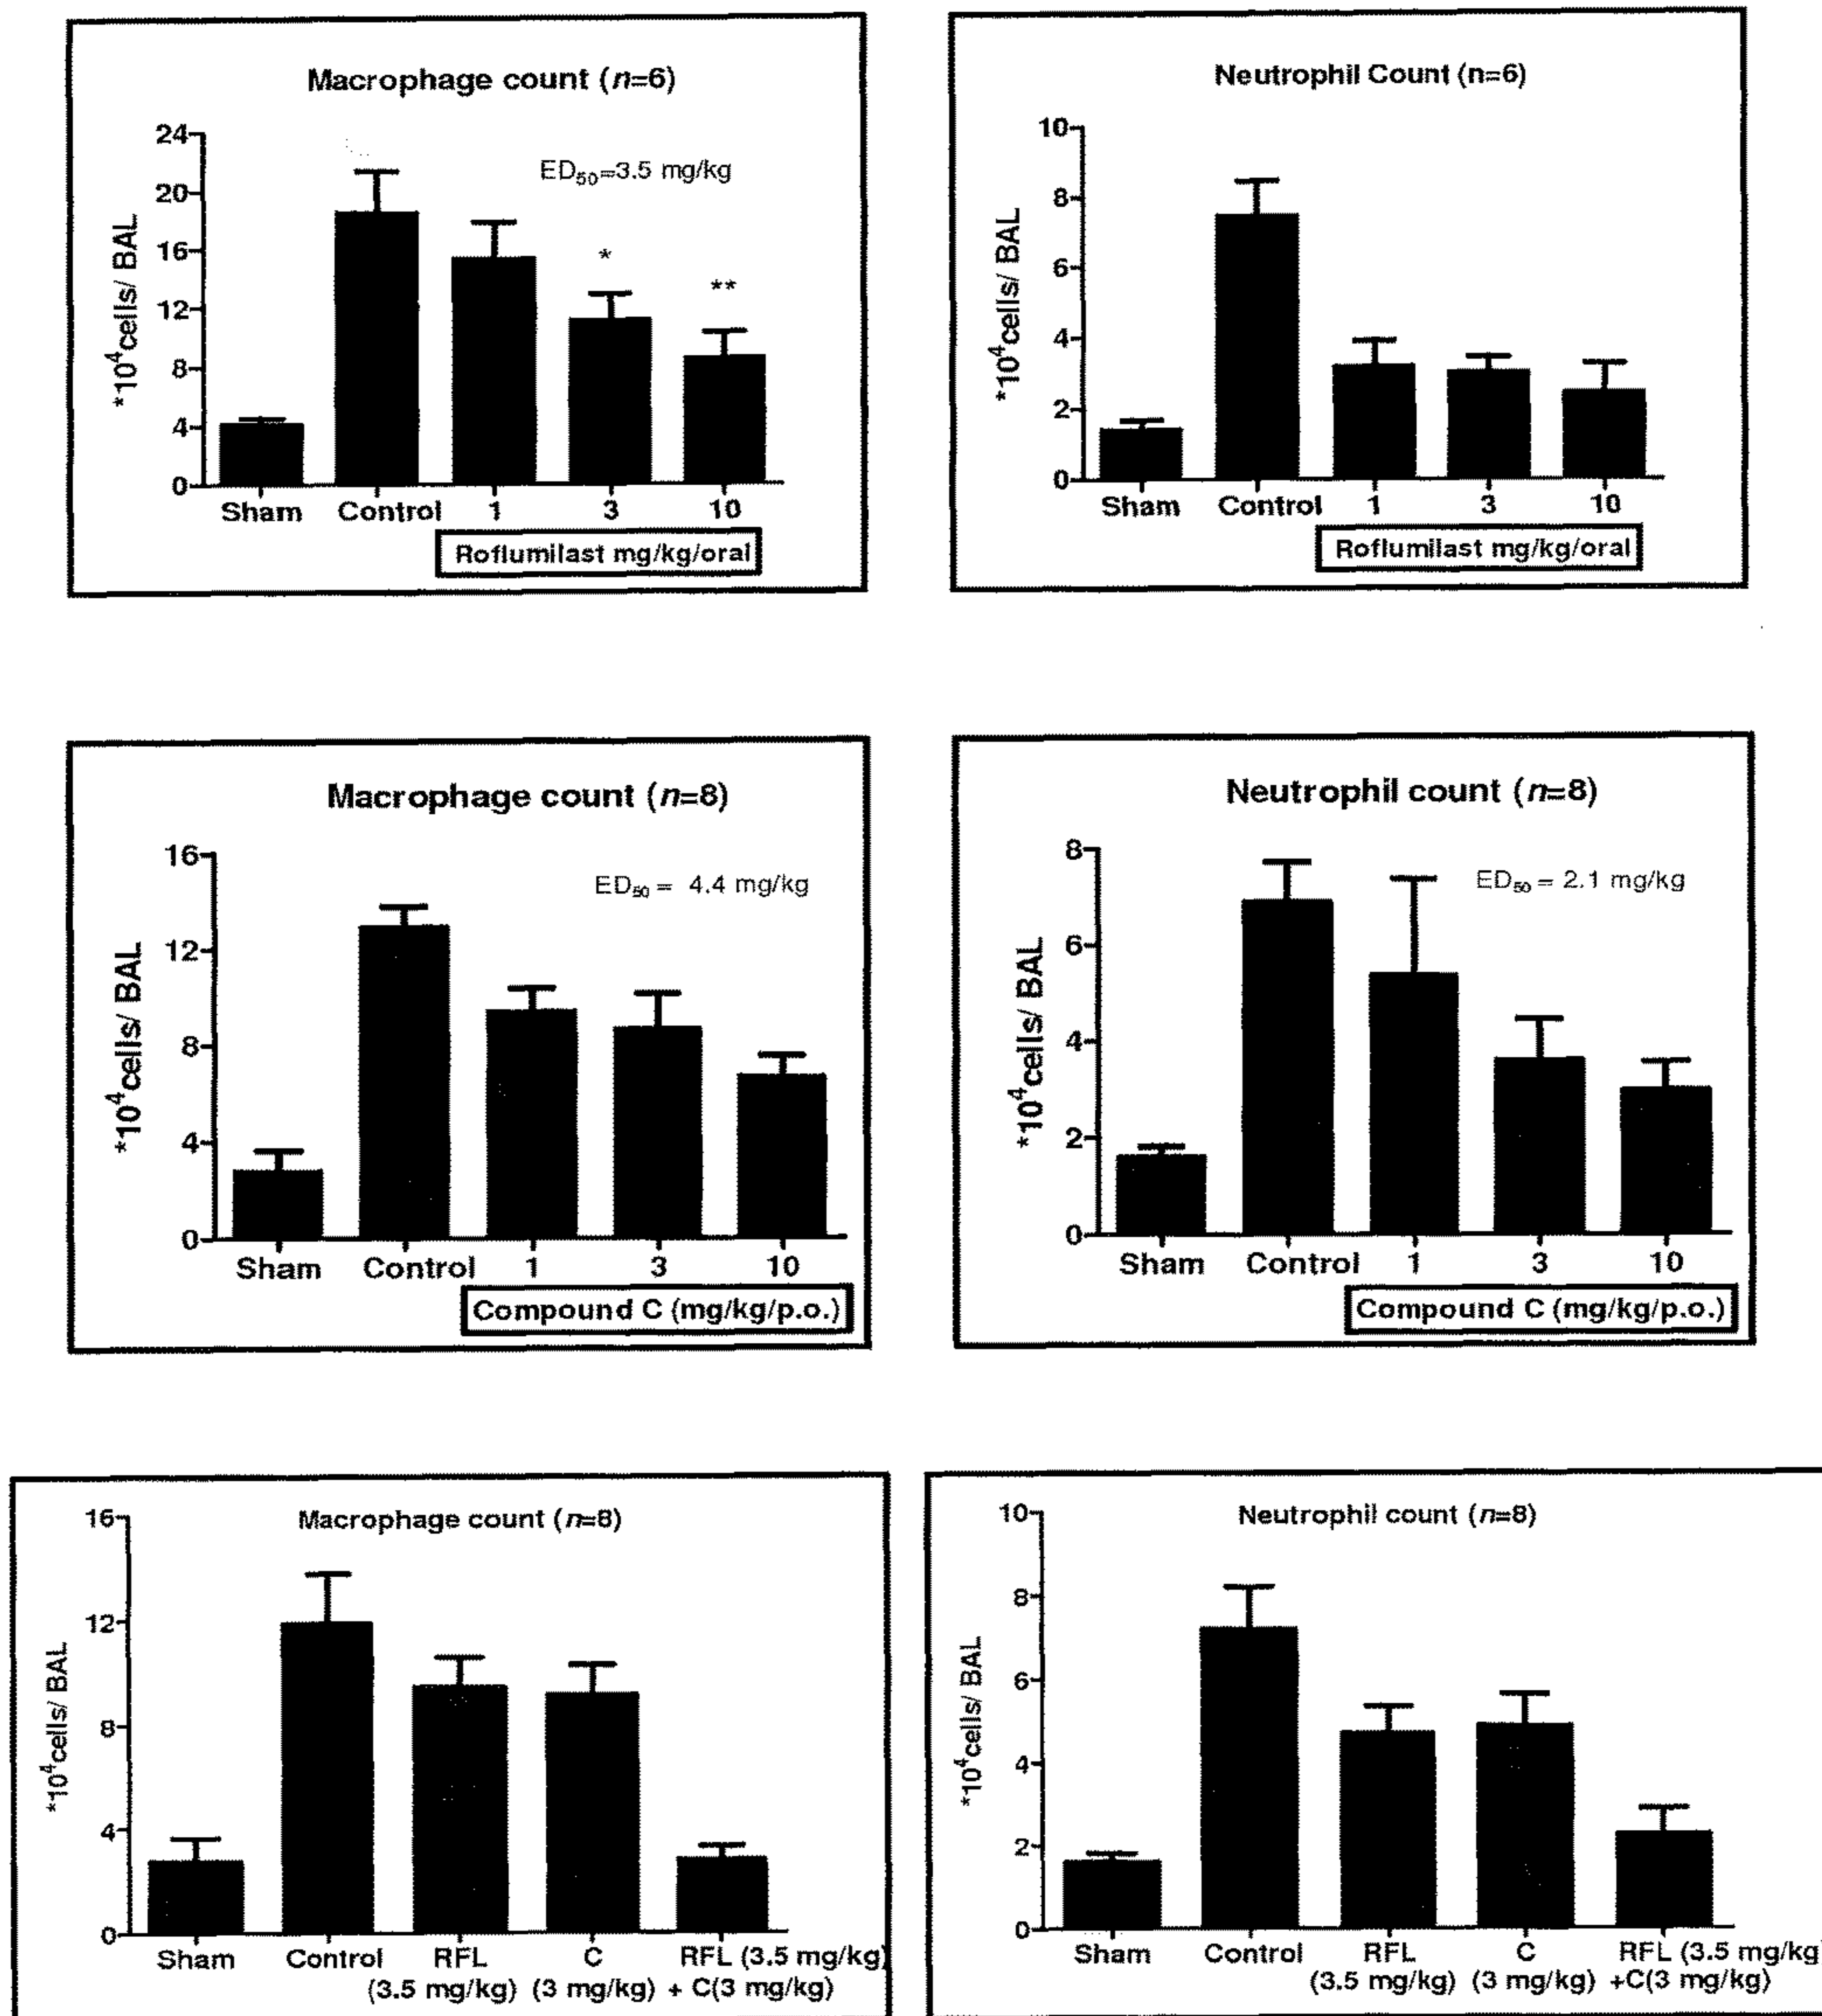 Macrophage count (n=6)
24
20
16
12
8
4
0
*10⁴cells/ BAL
ED₅₀=3.5 mg/kg
*
**
Sham Control 1 3 10
Roflumilast mg/kg/oral
Neutrophil Count (n=6)
10
8
6
4
2
0
*10⁴cells/ BAL
Sham Control 1 3 10
Roflumilast mg/kg/oral
Macrophage count (n=8)
16
12
8
4
0
*10⁴cells/ BAL
ED₅₀ = 4.4 mg/kg
Sham Control 1 3 10
Compound C (mg/kg/p.o.)
Neutrophil count (n=8)
8
6
4
2
0
*10⁴cells/ BAL
ED₅₀ = 2.1 mg/kg
Sham Control 1 3 10
Compound C (mg/kg/p.o.)
Macrophage count (n=8)
16
12
8
4
0
*10⁴cells/ BAL
Sham Control RFL C RFL (3.5 mg/kg)
(3.5 mg/kg) (3 mg/kg) + C(3 mg/kg)
Neutrophil count (n=8)
10
8
6
4
2
0
*10⁴cells/ BAL
Sham Control RFL C RFL (3.5 mg/kg)
(3.5 mg/kg) (3 mg/kg) +C(3 mg/kg)